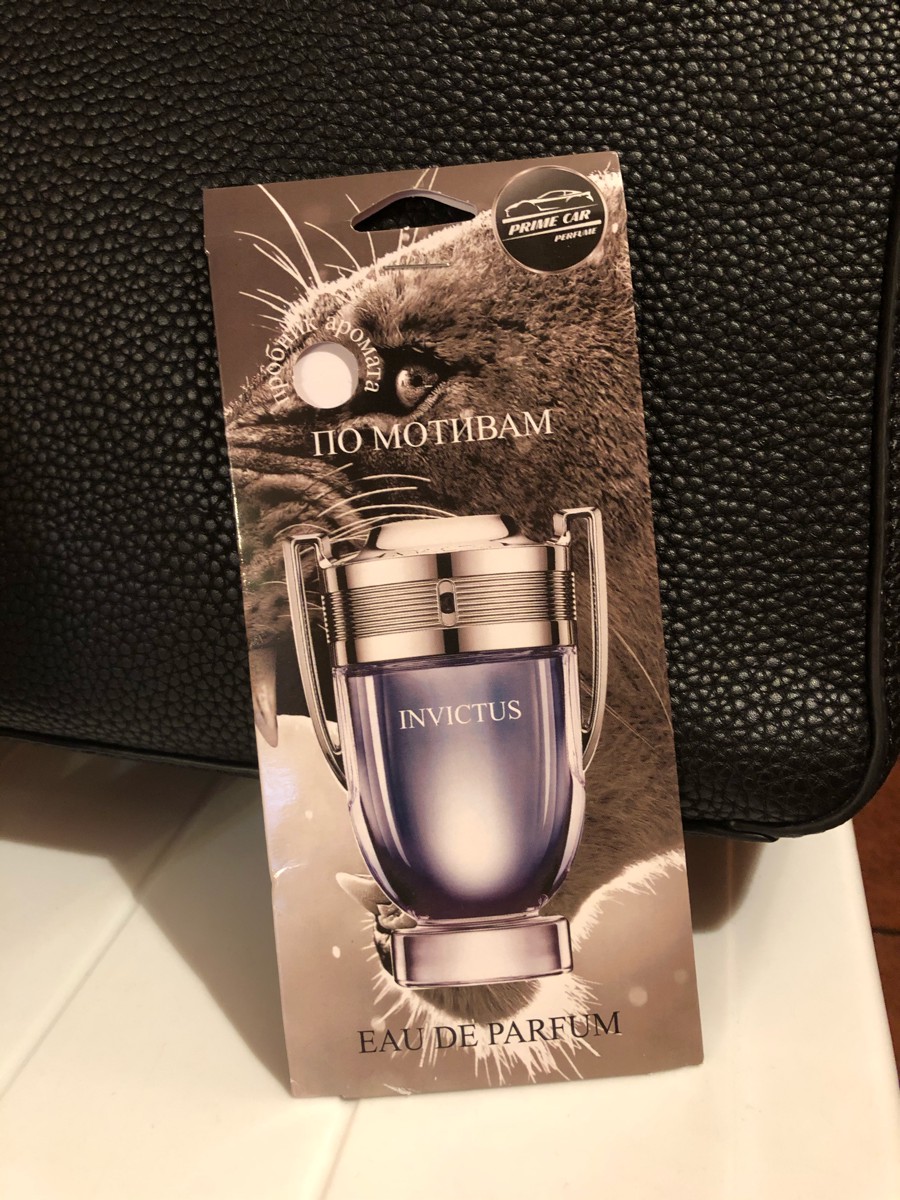 PRIME CAR
PERFUME
пробник аромата
ПО МОТИВАМ
INVICTUS
EAU DE PARFUM